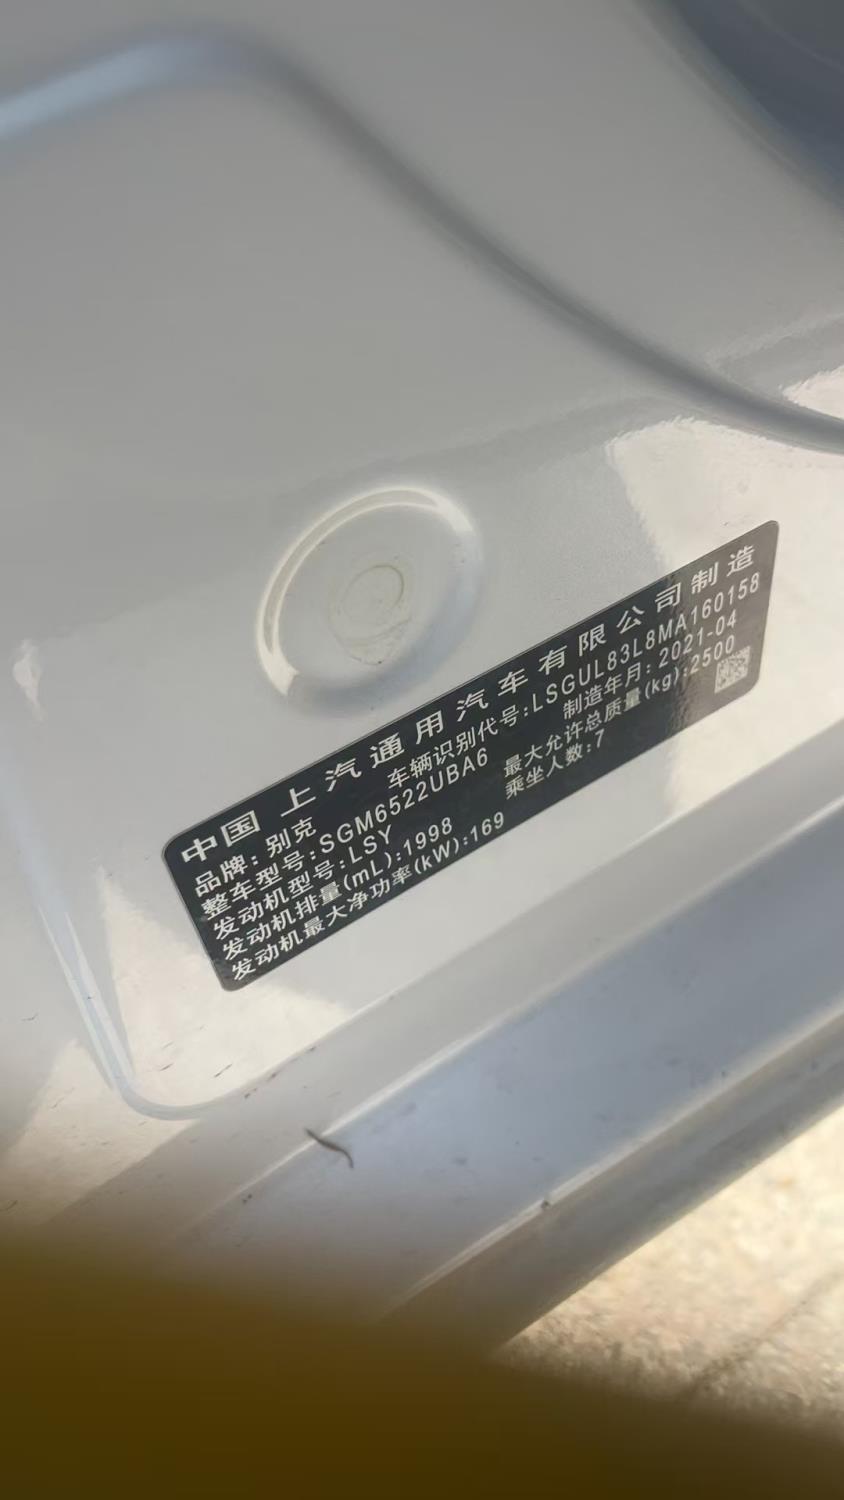 中国 上汽通用汽车有限公司制造
品牌：别克 车辆识别代号：LSGUL83L8MA160158
整车型号：SGM6522UBA6 制造年月：2021-04
发动机型号：LSY 最大允许总质量(kg)：2500
发动机排量(mL)：1998 乘坐人数：7
发动机最大净功率(kW)：169